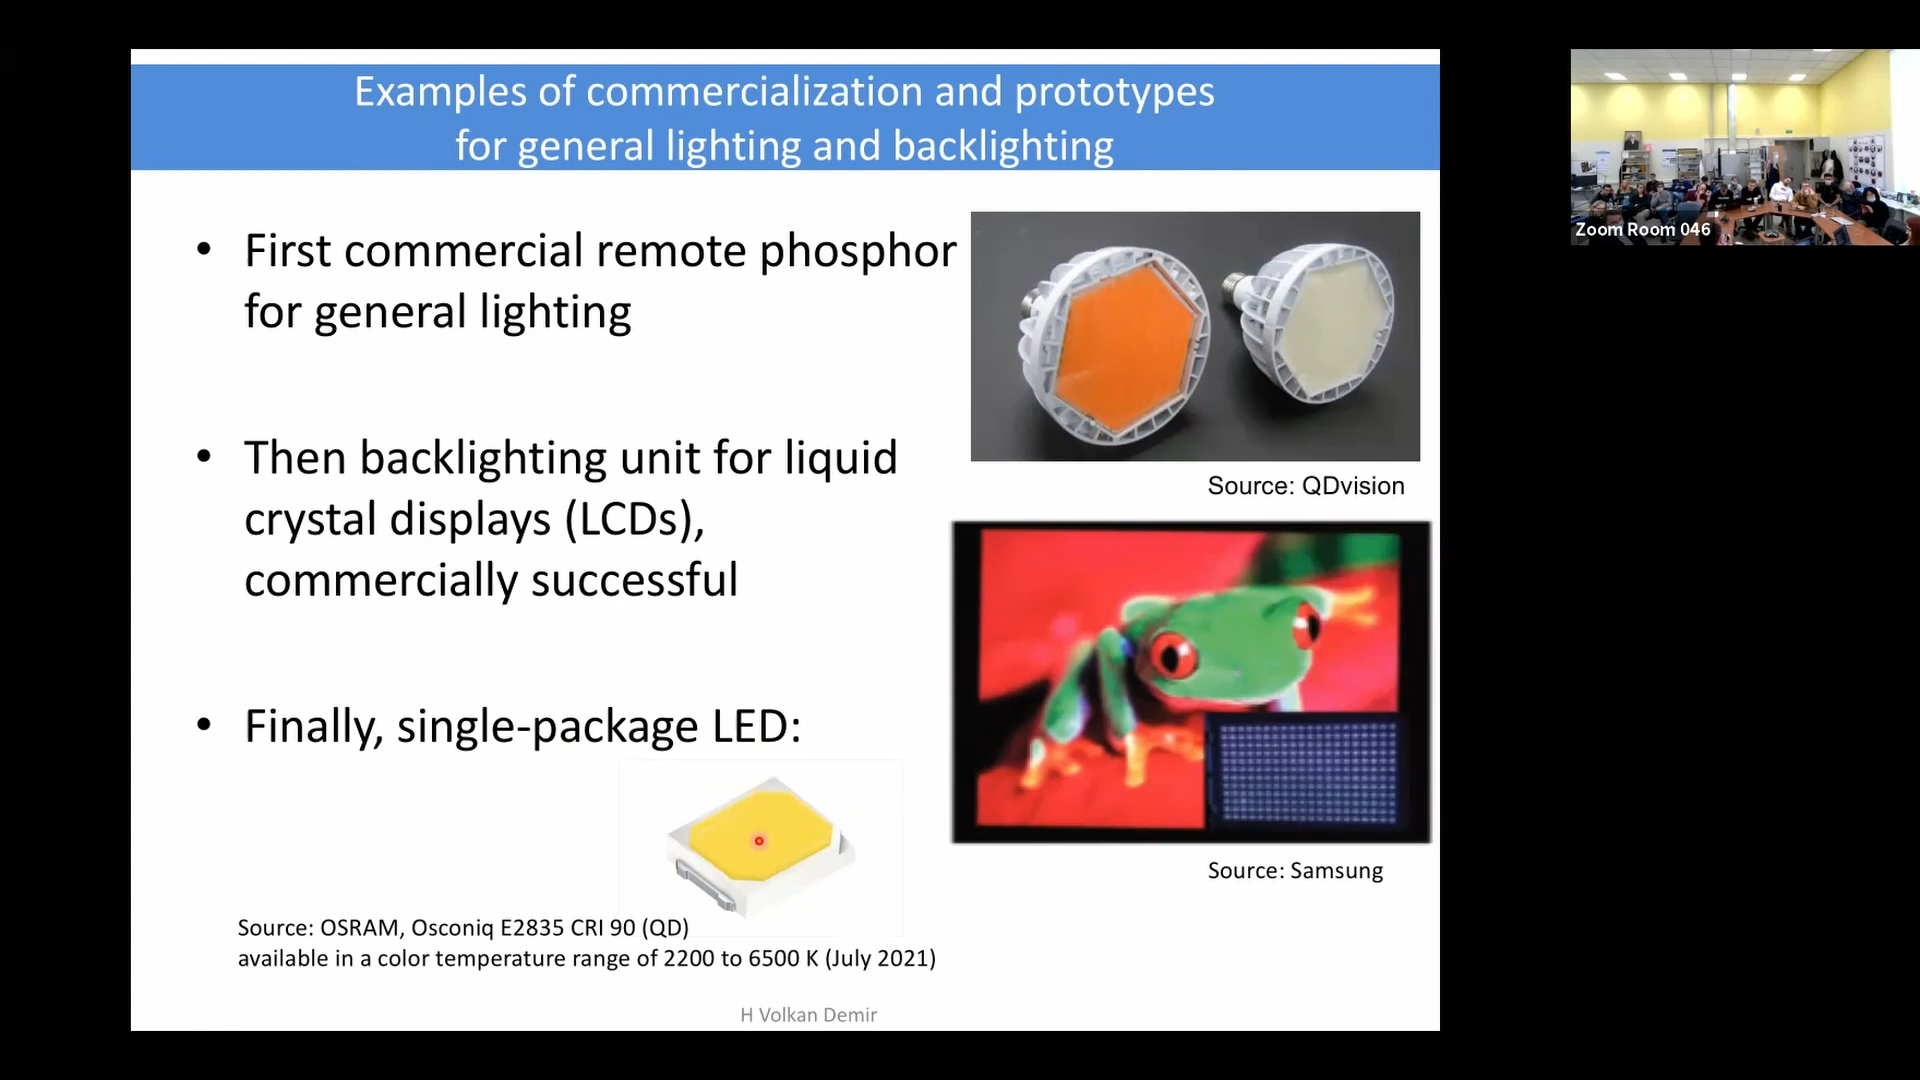 Examples of commercialization and prototypes
for general lighting and backlighting
• First commercial remote phosphor
for general lighting
Source: QDvision
• Then backlighting unit for liquid
crystal displays (LCDs),
commercially successful
• Finally, single-package LED:
Source: Samsung
Source: OSRAM, Osconiq E2835 CRI 90 (QD)
available in a color temperature range of 2200 to 6500 K (July 2021)
H Volkan Demir
Zoom Room 046